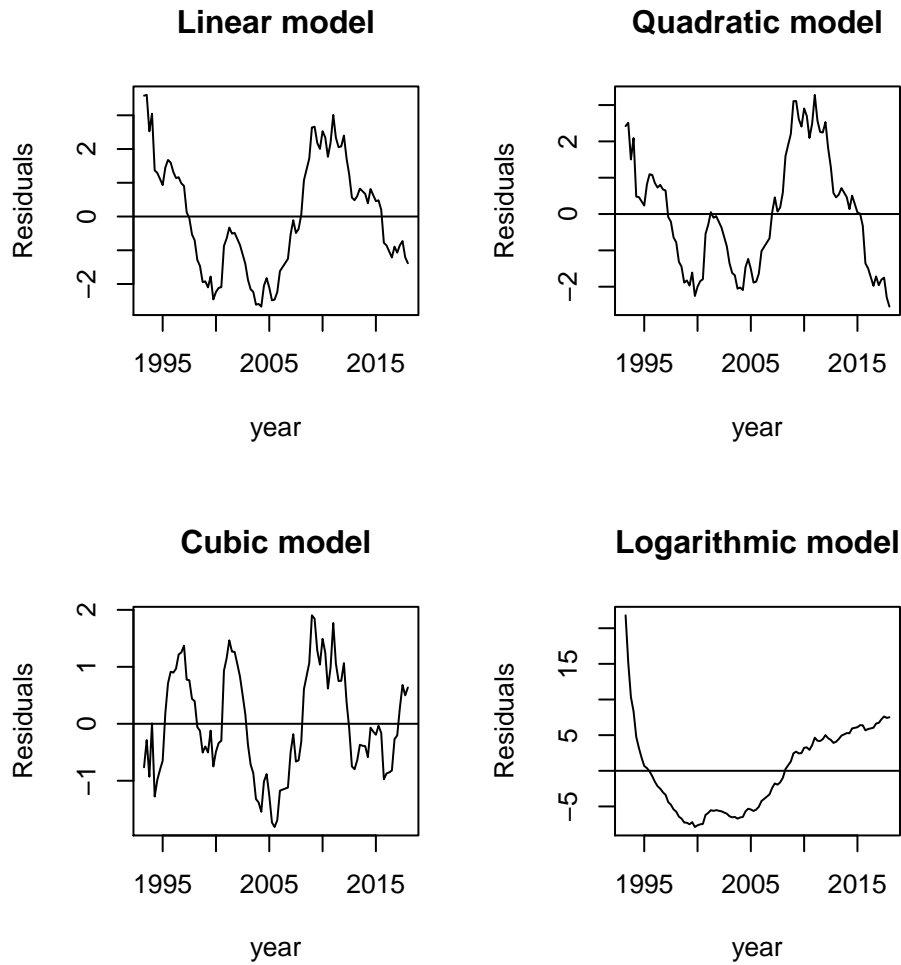 Linear model
Residuals
2
0
−2
1995 2005 2015
year
Quadratic model
Residuals
2
0
−2
1995 2005 2015
year
Cubic model
Residuals
2
1
0
−1
1995 2005 2015
year
Logarithmic model
Residuals
15
5
−5
1995 2005 2015
year